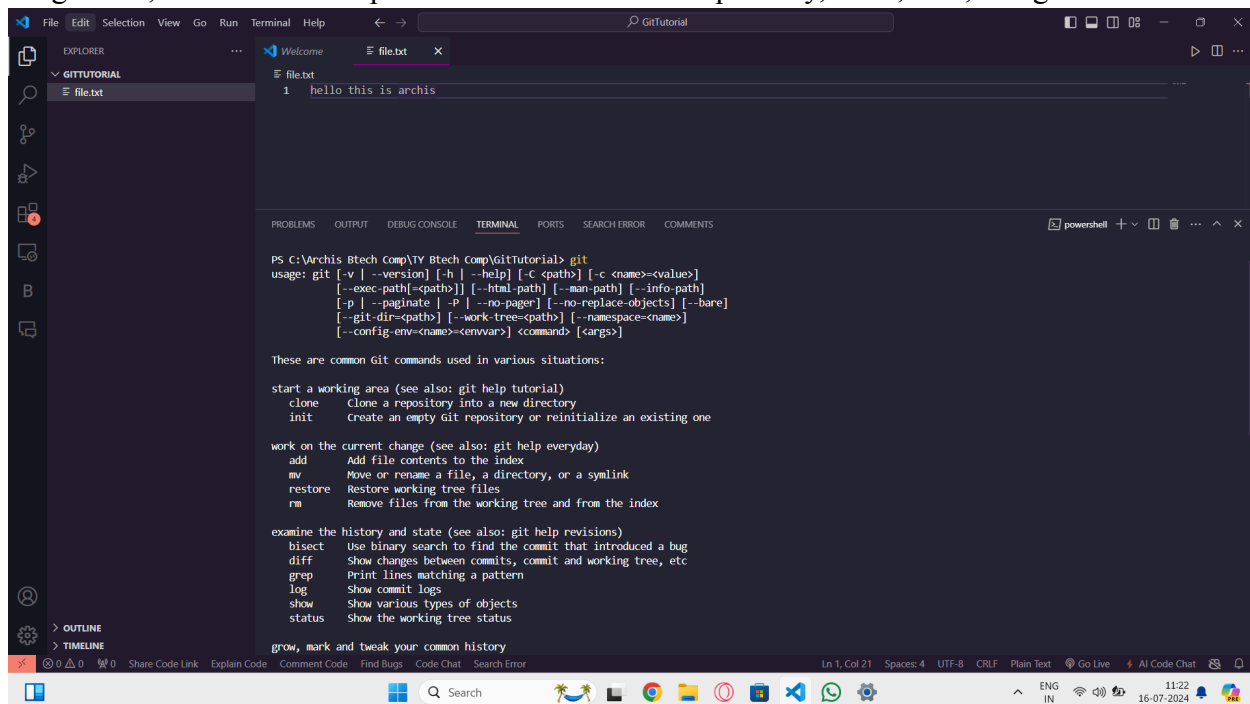 File Edit Selection View Go Run Terminal Help
GitTutorial
EXPLORER
GITTUTORIAL
file.txt
Welcome
file.txt
file.txt
1 hello this is archis
4
B
PROBLEMS OUTPUT DEBUG CONSOLE TERMINAL PORTS SEARCH ERROR COMMENTS
powershell
PS C:\Archis Btech Comp\TY Btech Comp\GitTutorial> git
usage: git [-v | --version] [-h | --help] [-C <path>] [-c <name>=<value>]
[--exec-path[=<path>]] [--html-path] [--man-path] [--info-path]
[-p | --paginate | -P | --no-pager] [--no-replace-objects] [--bare]
[--git-dir=<path>] [--work-tree=<path>] [--namespace=<name>]
[--config-env=<name>=<envvar>] <command> [<args>]
These are common Git commands used in various situations:
start a working area (see also: git help tutorial)
clone Clone a repository into a new directory
init Create an empty Git repository or reinitialize an existing one
work on the current change (see also: git help everyday)
add Add file contents to the index
mv Move or rename a file, a directory, or a symlink
restore Restore working tree files
rm Remove files from the working tree and from the index
examine the history and state (see also: git help revisions)
bisect Use binary search to find the commit that introduced a bug
diff Show changes between commits, commit and working tree, etc
grep Print lines matching a pattern
log Show commit logs
show Show various types of objects
status Show the working tree status
grow, mark and tweak your common history
OUTLINE
TIMELINE
0 0 0 Share Code Link Explain Code Comment Code Find Bugs Code Chat Search Error Ln 1, Col 21 Spaces: 4 UTF-8 CRLF Plain Text Go Live AI Code Chat
Search
ENG
IN
11:22
16-07-2024
PRE